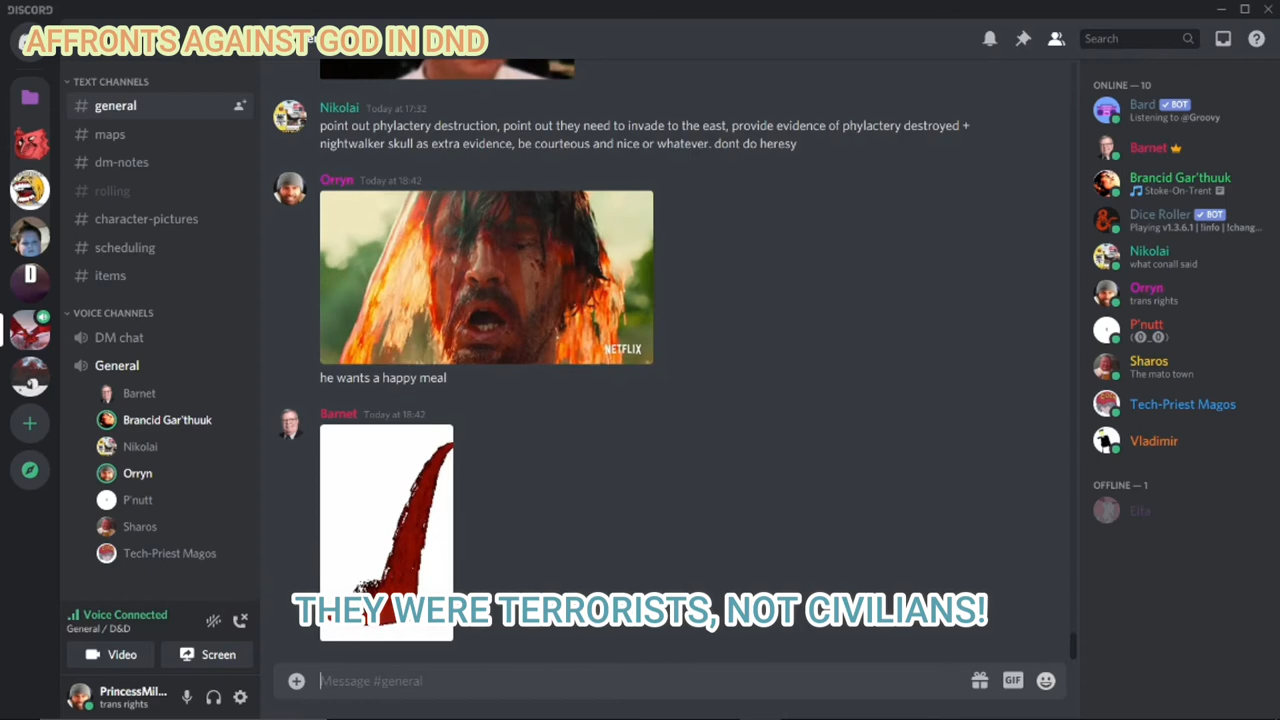 DISCORD
AFFRONTS AGAINST GOD IN DND
Search
TEXT CHANNELS
# general
# maps
# dm-notes
# rolling
# character-pictures
# scheduling
# items
VOICE CHANNELS
DM chat
General
Barnet
Brancid Gar'thuuk
Nikolai
Orryn
P'nutt
Sharos
Tech-Priest Magos
Voice Connected
General / D&D
Video
Screen
PrincessMil...
trans rights
D
Nikolai Today at 17:32
point out phylactery destruction, point out they need to invade to the east, provide evidence of phylactery destroyed +
nightwalker skull as extra evidence, be courteous and nice or whatever. dont do heresy
Orryn Today at 18:42
NETFLIX
he wants a happy meal
Barnet Today at 18:42
THEY WERE TERRORISTS, NOT CIVILIANS!
Message #general
GIF
ONLINE — 10
Bard ✓ BOT
Listening to @Groovy
Barnet
Brancid Gar'thuuk
Stoke-On-Trent
Dice Roller ✓ BOT
Playing v1.3.6.1 | !info | !chang...
Nikolai
what conall said
Orryn
trans rights
P'nutt
Sharos
The mato town
Tech-Priest Magos
Vladimir
OFFLINE — 1